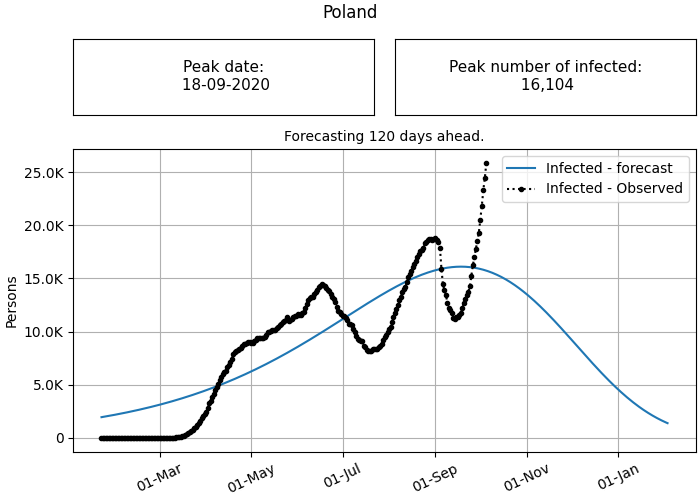 Poland
Peak date:
18-09-2020
Peak number of infected:
16,104
Forecasting 120 days ahead.
Infected - forecast
Infected - Observed
25.0K
20.0K
15.0K
10.0K
5.0K
0
Persons
01-Mar
01-May
01-Jul
01-Sep
01-Nov
01-Jan